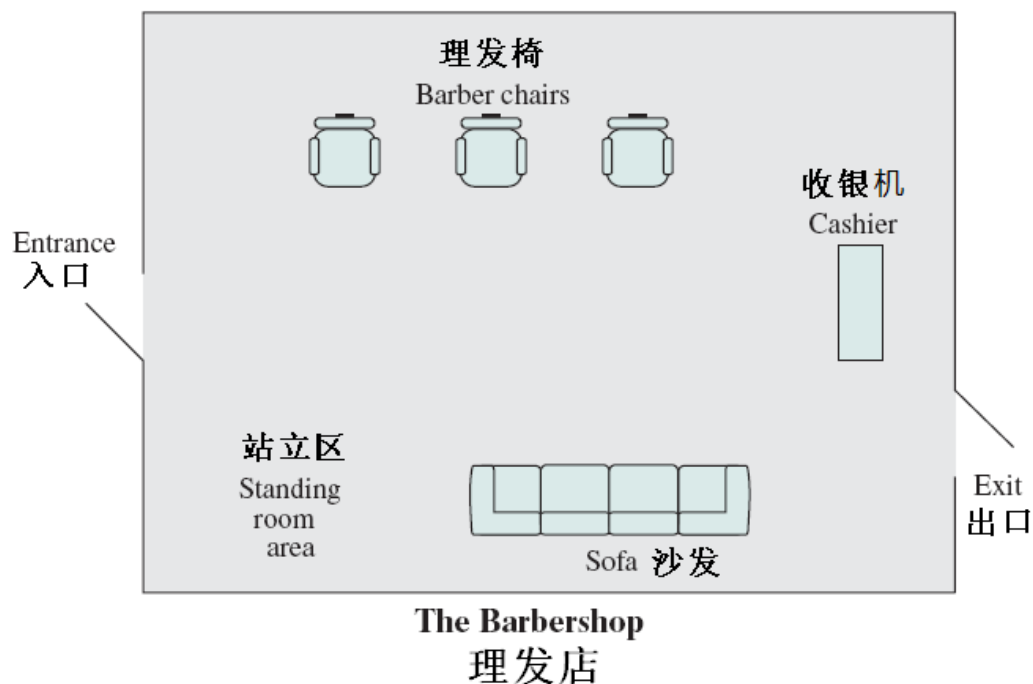 理发椅
Barber chairs
收银机
Cashier
Entrance
入口
站立区
Standing
room
area
Sofa 沙发
Exit
出口
The Barbershop
理发店